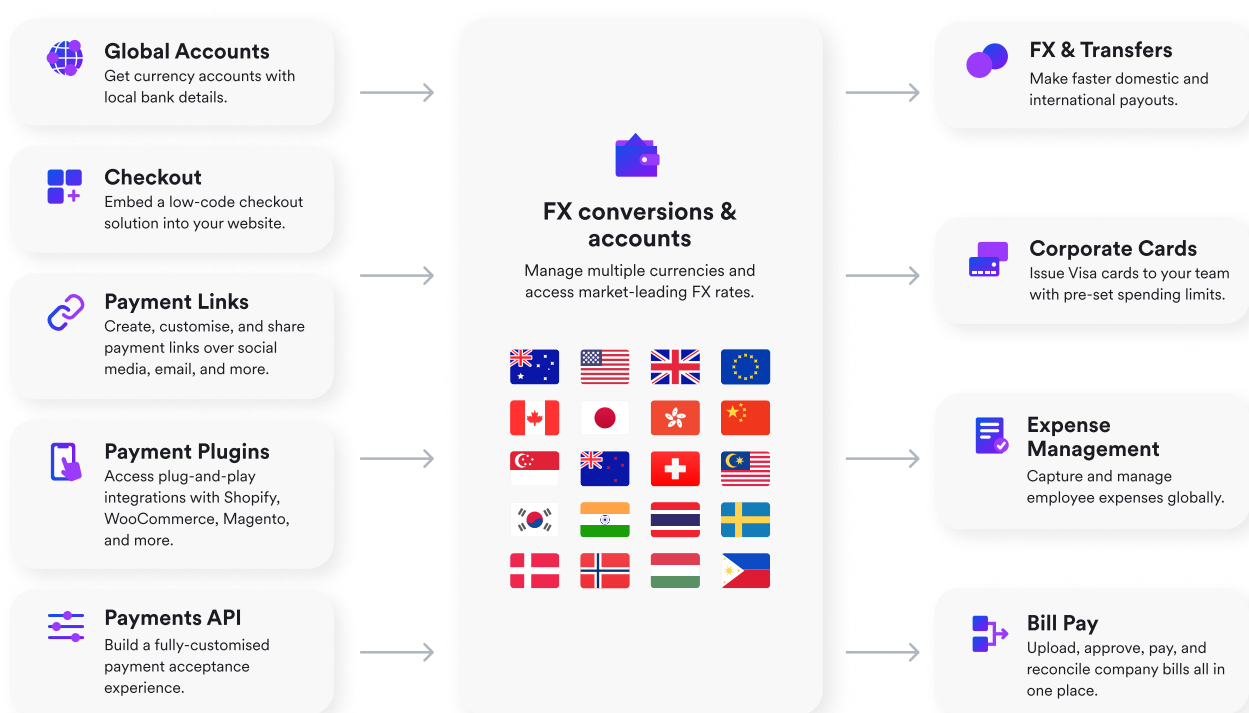 Global Accounts
Get currency accounts with
local bank details.
Checkout
Embed a low-code checkout
solution into your website.
Payment Links
Create, customise, and share
payment links over social
media, email, and more.
Payment Plugins
Access plug-and-play
integrations with Shopify,
WooCommerce, Magento,
and more.
Payments API
Build a fully-customised
payment acceptance
experience.
FX conversions &
accounts
Manage multiple currencies and
access market-leading FX rates.
FX & Transfers
Make faster domestic and
international payouts.
Corporate Cards
Issue Visa cards to your team
with pre-set spending limits.
Expense
Management
Capture and manage
employee expenses globally.
Bill Pay
Upload, approve, pay, and
reconcile company bills all in
one place.